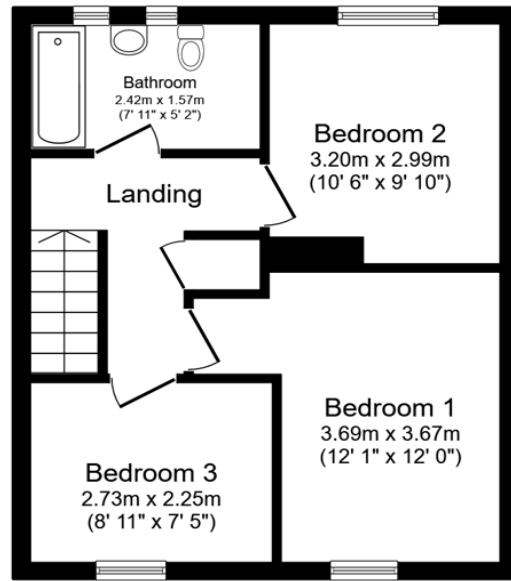 Bathroom
2.42m x 1.57m
(7' 11" x 5' 2")
Bedroom 2
3.20m x 2.99m
(10' 6" x 9' 10")
Landing
Bedroom 1
3.69m x 3.67m
(12' 1" x 12' 0")
Bedroom 3
2.73m x 2.25m
(8' 11" x 7' 5")